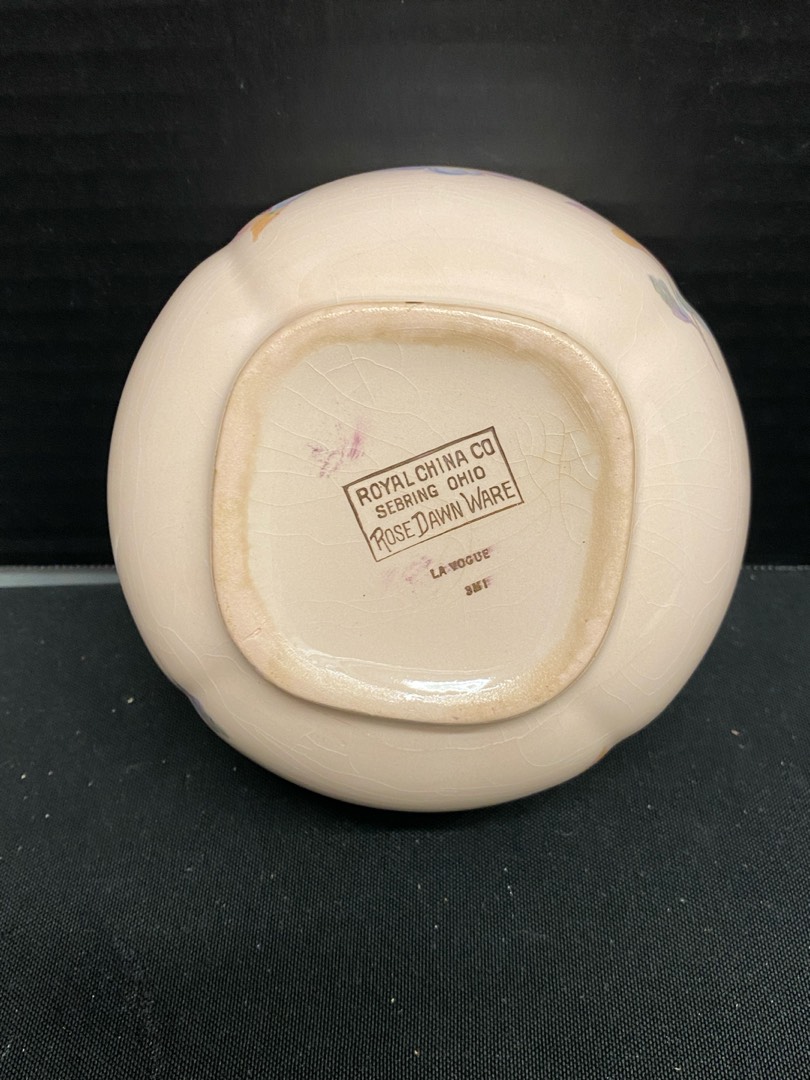 ROYAL CHINA CO
SEBRING OHIO
ROSE DAWN WARE
LA VOGUE